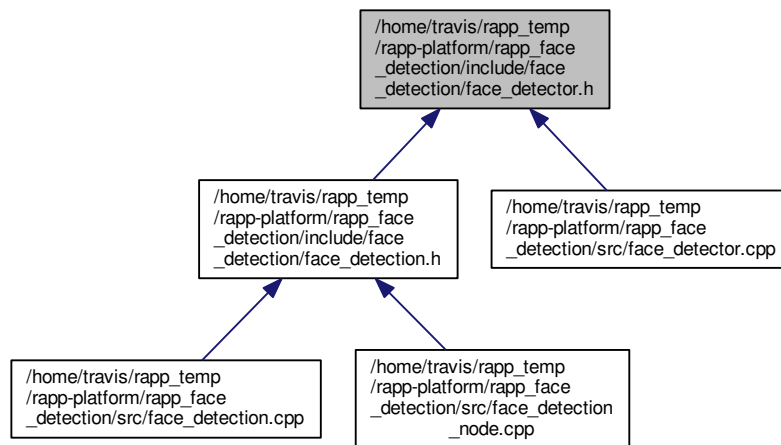 /home/travis/rapp_temp
/rapp-platform/rapp_face
_detection/include/face
_detection/face_detector.h
/home/travis/rapp_temp
/rapp-platform/rapp_face
_detection/include/face
_detection/face_detection.h
/home/travis/rapp_temp
/rapp-platform/rapp_face
_detection/src/face_detector.cpp
/home/travis/rapp_temp
/rapp-platform/rapp_face
_detection/src/face_detection.cpp
/home/travis/rapp_temp
/rapp-platform/rapp_face
_detection/src/face_detection
_node.cpp